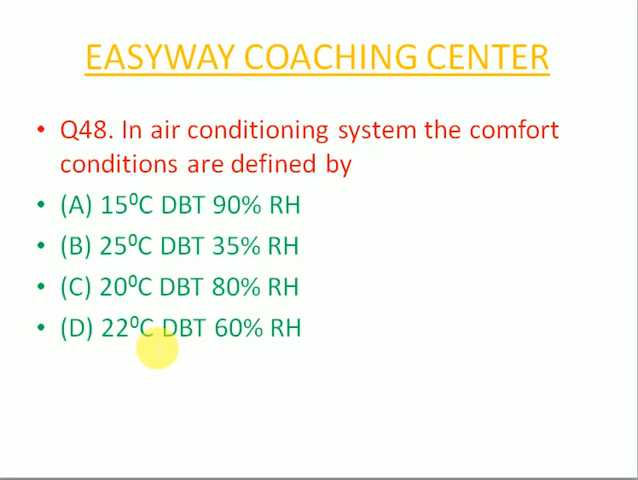 EASYWAY COACHING CENTER
• Q48. In air conditioning system the comfort
conditions are defined by
• (A) 15⁰C DBT 90% RH
• (B) 25⁰C DBT 35% RH
• (C) 20⁰C DBT 80% RH
• (D) 22⁰C DBT 60% RH